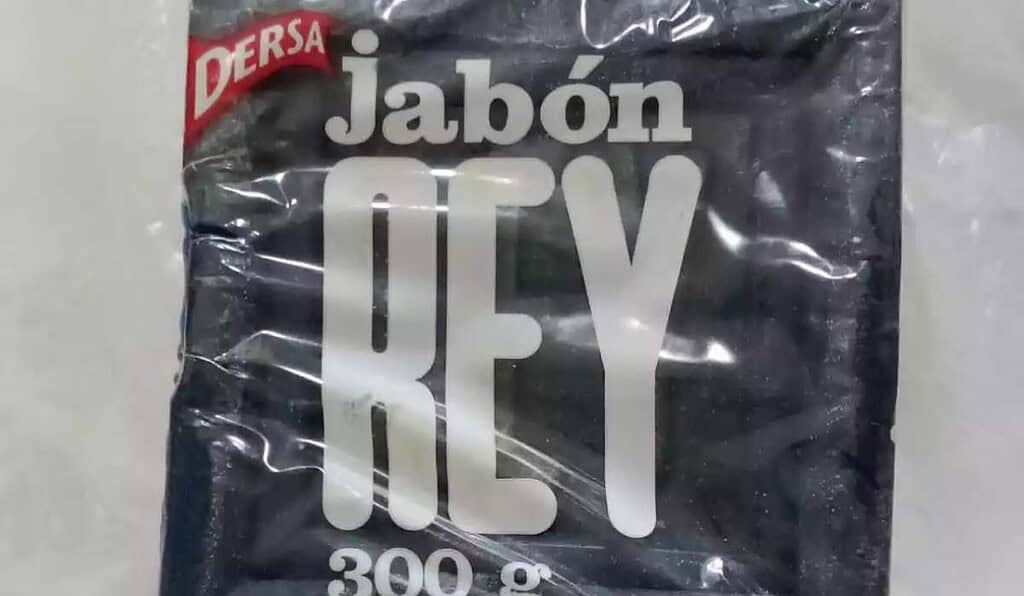 DERSA
jabón
REY
300 g